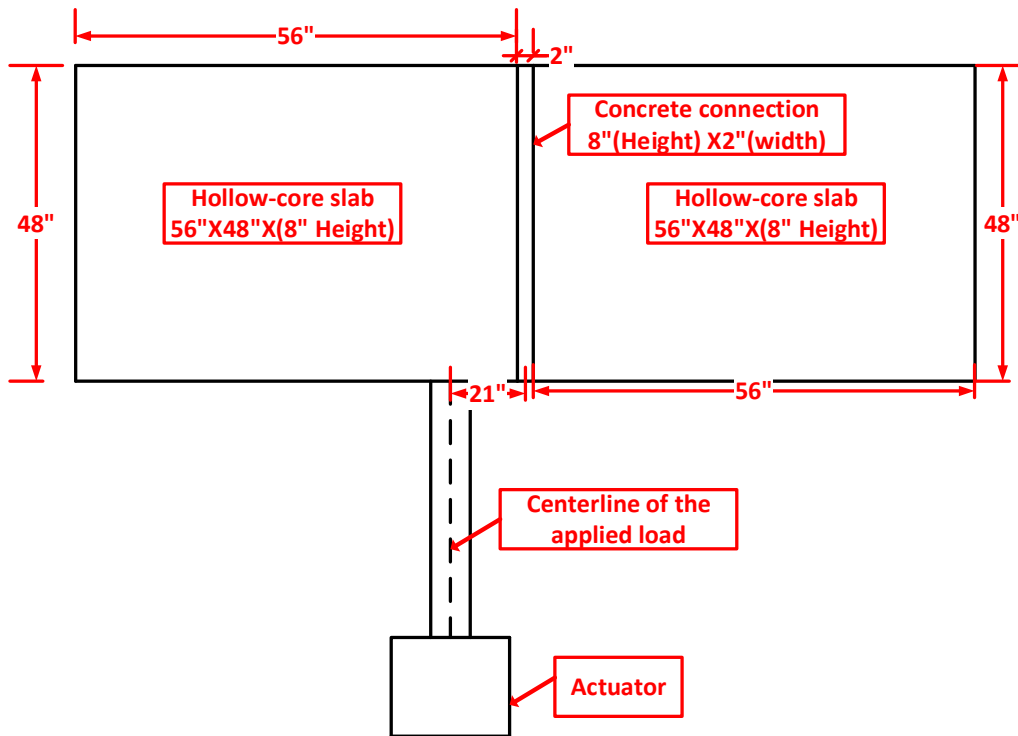 56"
2"
Concrete connection
8"(Height) X2"(width)
Hollow-core slab
56"X48"X(8" Height)
Hollow-core slab
56"X48"X(8" Height)
48"
48"
21"
56"
Centerline of the
applied load
Actuator